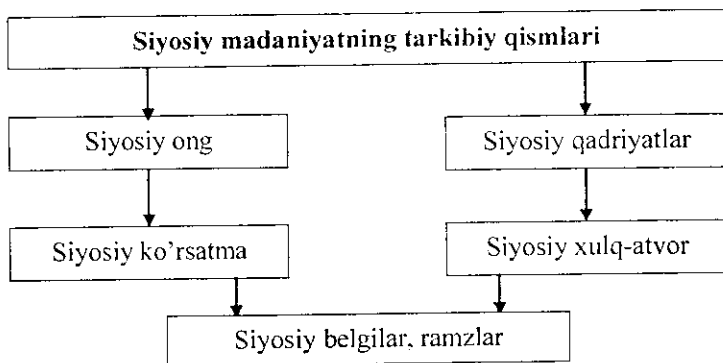 Siyosiy madaniyatning tarkibiy qismlari
Siyosiy ong
Siyosiy qadriyatlar
Siyosiy ko'rsatma
Siyosiy xulq-atvor
Siyosiy belgilar, ramzlar